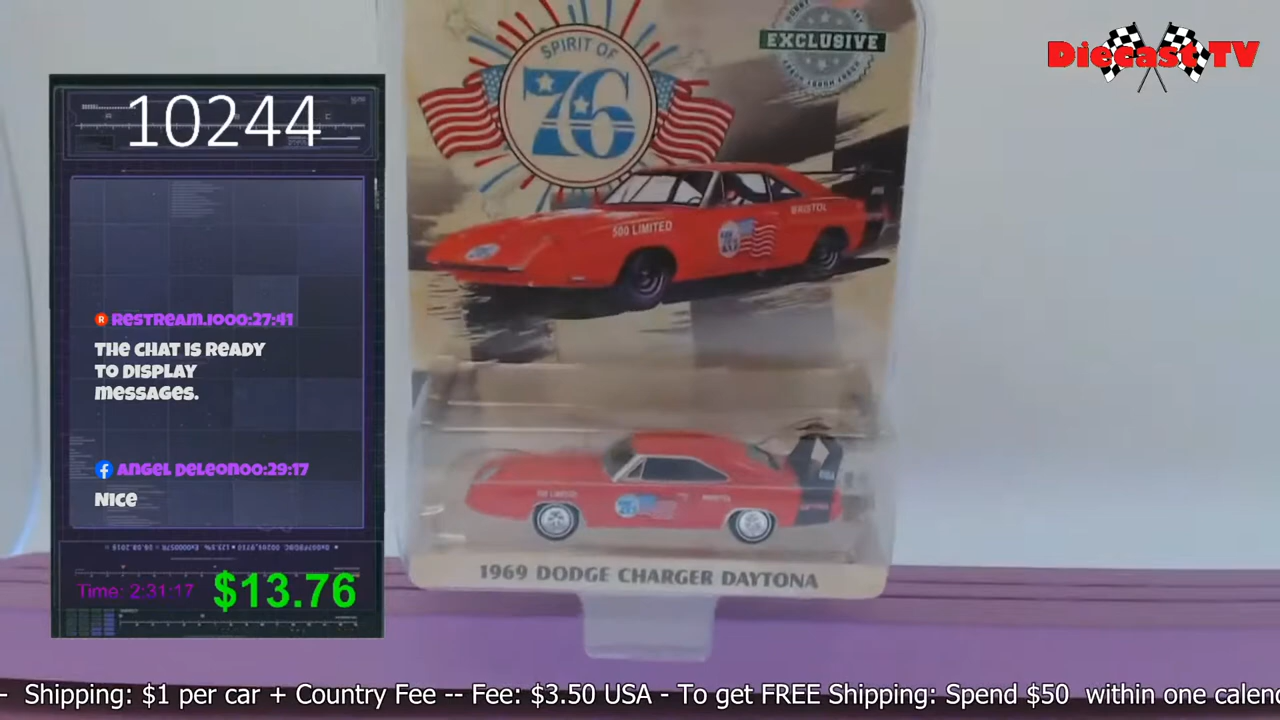 10244
Restream.io00:27:41
The chat is ready
to display
messages.
Angel Deleon00:29:17
Nice
Time: 2:31:17
$13.76
SPIRIT OF
76
EXCLUSIVE
Diecast TV
500 LIMITED
BRISTOL
1969 DODGE CHARGER DAYTONA
- Shipping: $1 per car + Country Fee -- Fee: $3.50 USA - To get FREE Shipping: Spend $50 within one calend